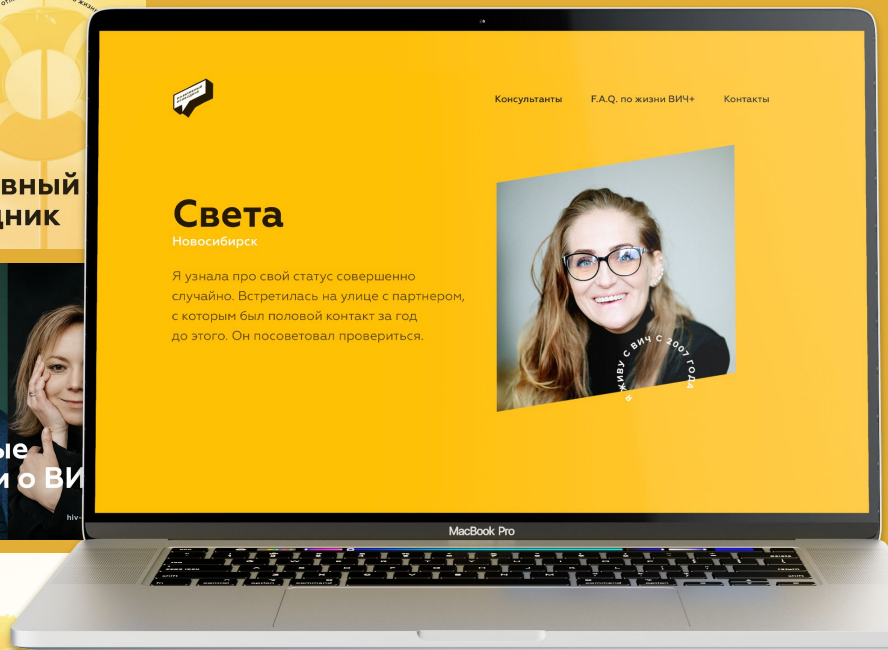 вный
дник
ые
и о ВИ
hiv-
Консультанты
F.A.Q. по жизни ВИЧ+
Контакты
Света
Новосибирск
Я узнала про свой статус совершенно
случайно. Встретилась на улице с партнером,
с которым был половой контакт за год
до этого. Он посоветовал провериться.
Я ЖИВУ С ВИЧ С 2007 ГОДА
MacBook Pro